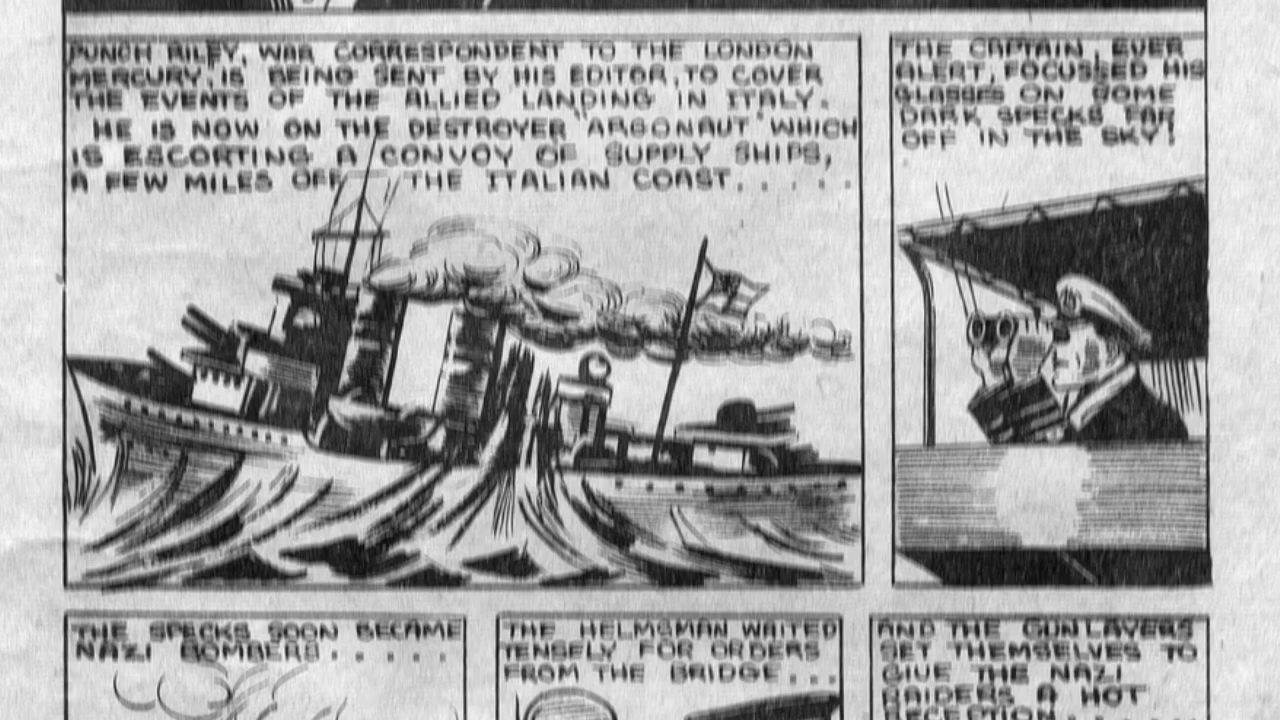 PUNCH RILEY, WAR CORRESPONDENT TO THE LONDON
MERCURY, IS BEING SENT BY HIS EDITOR, TO COVER
THE EVENTS OF THE ALLIED LANDING IN ITALY.
HE IS NOW ON THE DESTROYER "ARGONAUT" WHICH
IS ESCORTING A CONVOY OF SUPPLY SHIPS,
A FEW MILES OFF THE ITALIAN COAST.....
THE CAPTAIN, EVER
ALERT, FOCUSSED HIS
GLASSES ON SOME
DARK SPECKS FAR
OFF IN THE SKY!
THE SPECKS SOON BECAME
NAZI BOMBERS.....
THE HELMSMAN WAITED
TENSELY FOR ORDERS
FROM THE BRIDGE...
AND THE GUNLAYERS
SET THEMSELVES TO
GIVE THE NAZI
RAIDERS A HOT
RECEPTION.